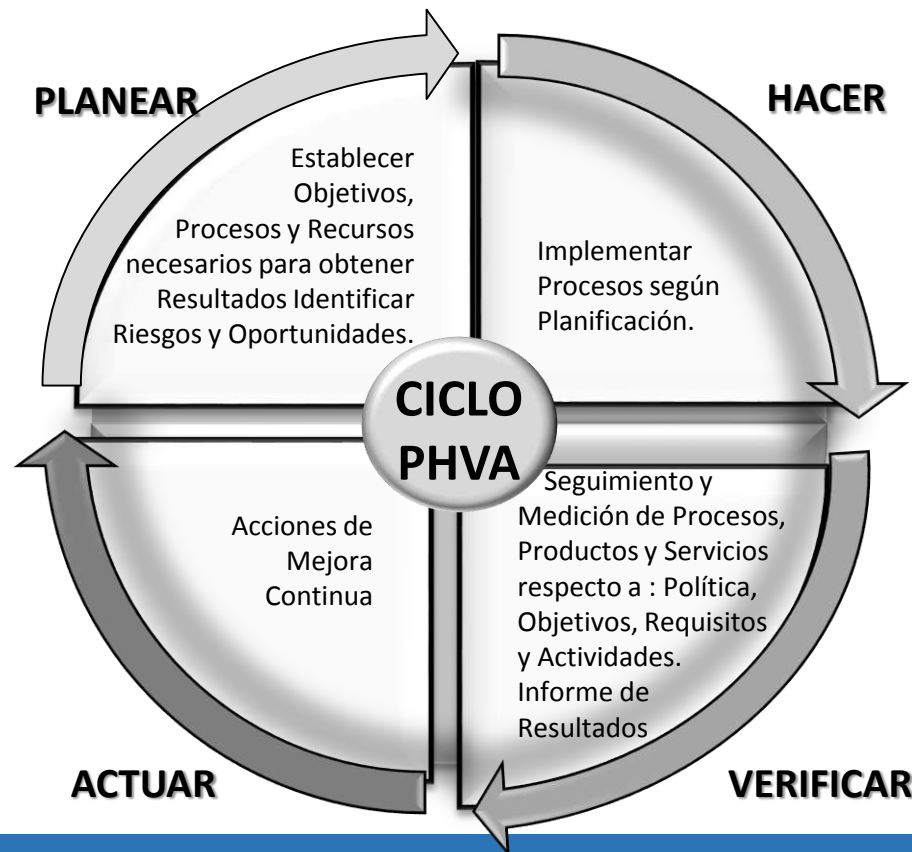 PLANEAR
Establecer
Objetivos,
Procesos y Recursos
necesarios para obtener
Resultados Identificar
Riesgos y Oportunidades.
HACER
Implementar
Procesos según
Planificación.
CICLO
PHVA
Acciones de
Mejora
Continua
ACTUAR
Seguimiento y
Medición de Procesos,
Productos y Servicios
respecto a : Política,
Objetivos, Requisitos
y Actividades.
Informe de
Resultados
VERIFICAR